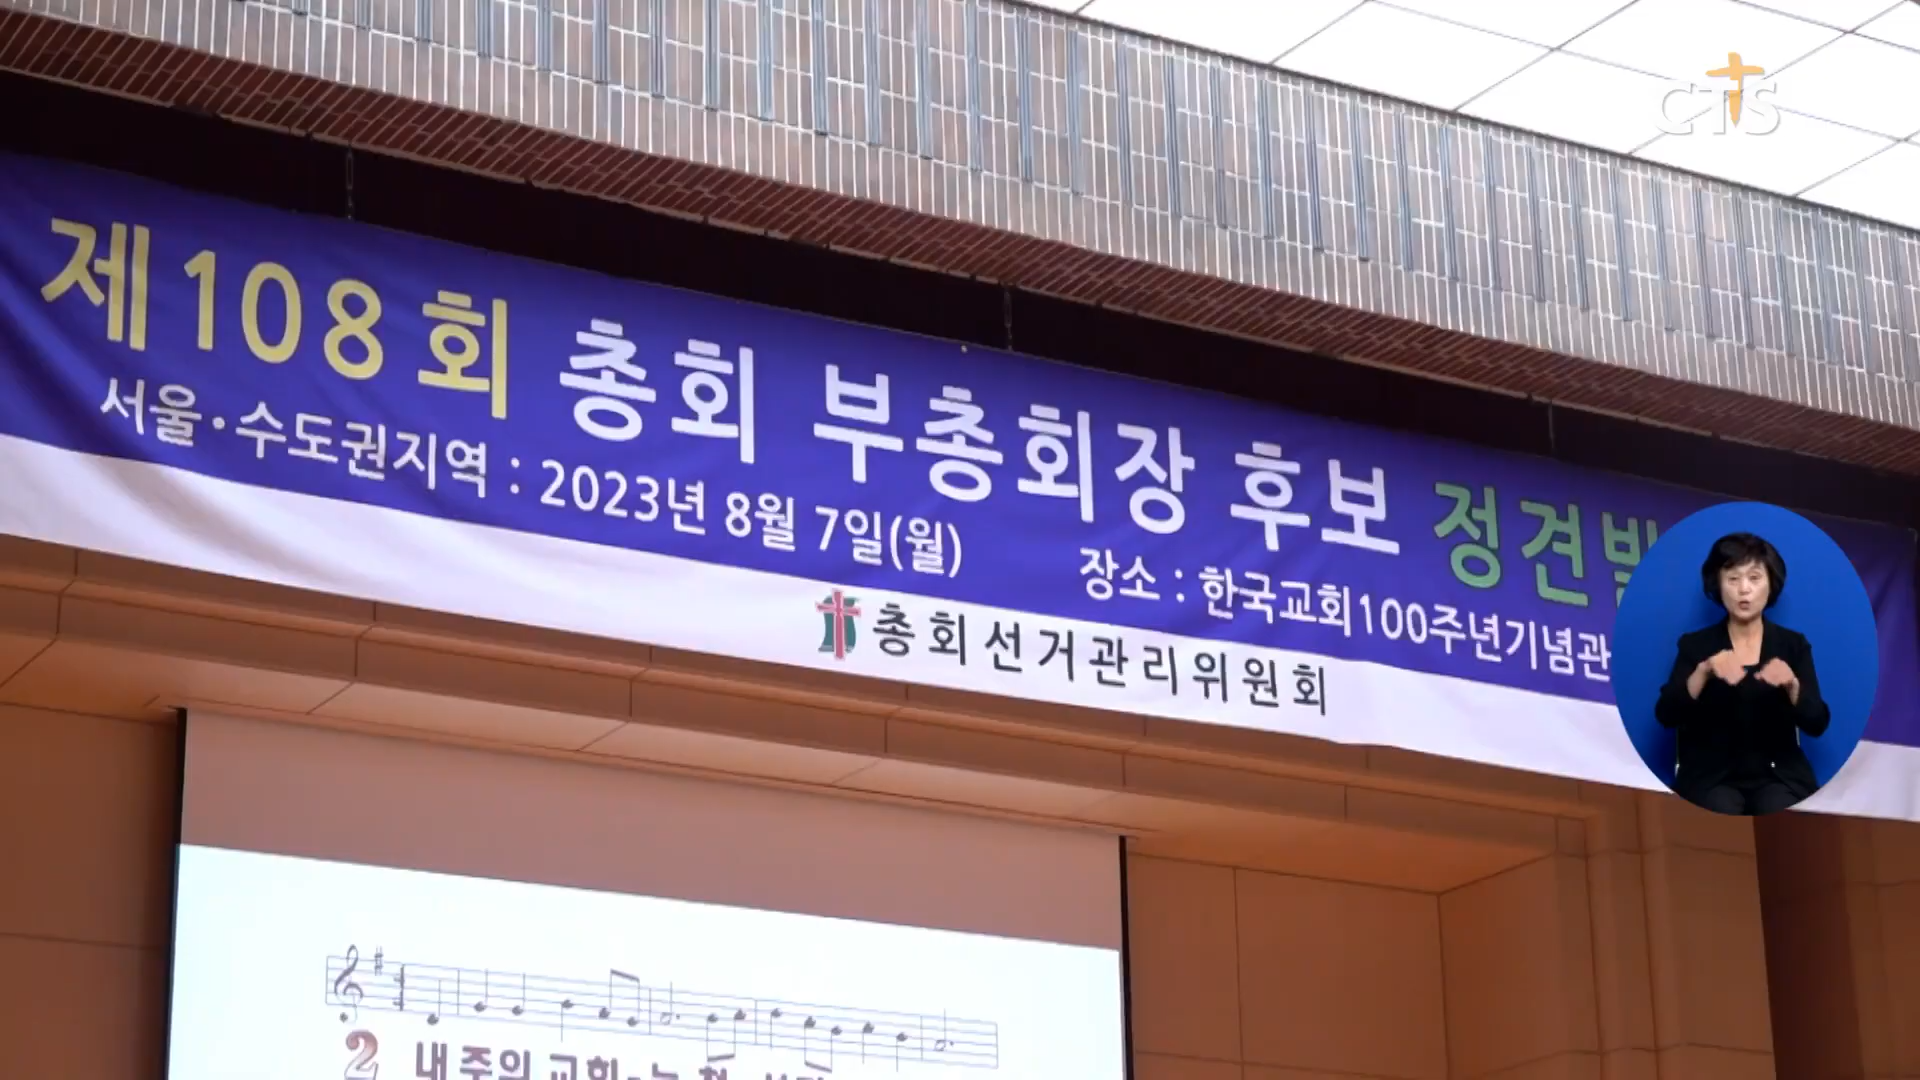 CTS
제108회 총회 부총회장 후보 정견발
서울·수도권지역 : 2023년 8월 7일(월) 장소 : 한국교회100주년기념관
총회선거관리위원회
2 내 주의 교회